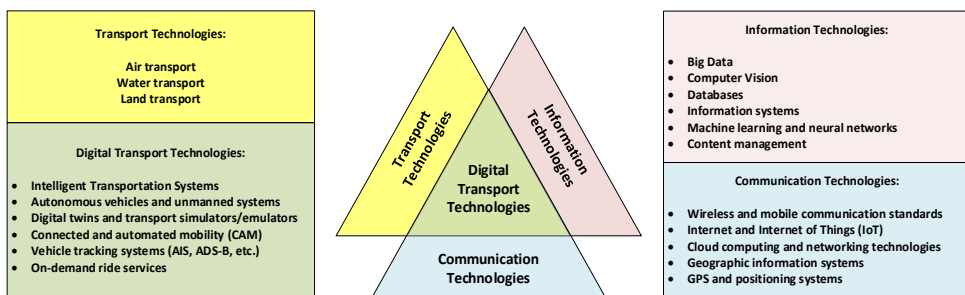 Transport Technologies:
Air transport
Water transport
Land transport
Digital Transport Technologies:
• Intelligent Transportation Systems
• Autonomous vehicles and unmanned systems
• Digital twins and transport simulators/emulators
• Connected and automated mobility (CAM)
• Vehicle tracking systems (AIS, ADS-B, etc.)
• On-demand ride services
Transport
Technologies
Information
Technologies
Digital
Transport
Technologies
Communication
Technologies
Information Technologies:
• Big Data
• Computer Vision
• Databases
• Information systems
• Machine learning and neural networks
• Content management
Communication Technologies:
• Wireless and mobile communication standards
• Internet and Internet of Things (IoT)
• Cloud computing and networking technologies
• Geographic information systems
• GPS and positioning systems